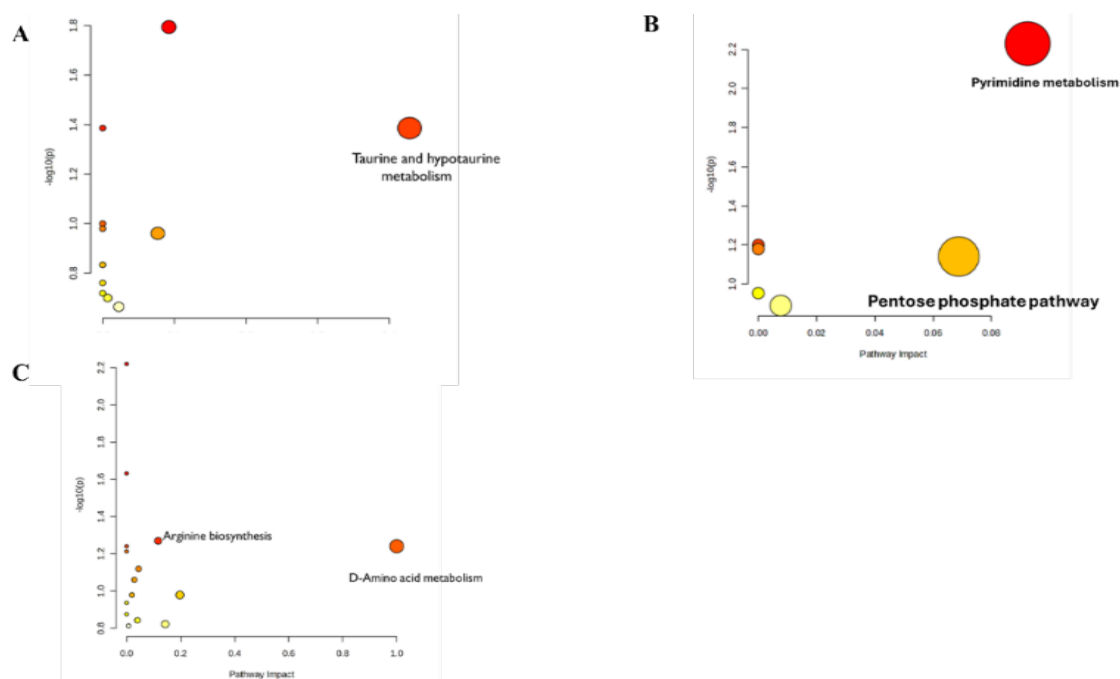 A
1.8
1.6
1.4
-log10(p)
1.0
0.8
Taurine and hypotaurine
metabolism
B
2.2
2.0
1.8
1.6
-log10(p)
1.4
1.2
1.0
Pyrimidine metabolism
Pentose phosphate pathway
0.00 0.02 0.04 0.06 0.08
Pathway Impact
C
2.2
2.0
1.8
1.6
-log10(p)
1.4
1.2
1.0
0.8
Arginine biosynthesis
D-Amino acid metabolism
0.0 0.2 0.4 0.6 0.8 1.0
Pathway Impact